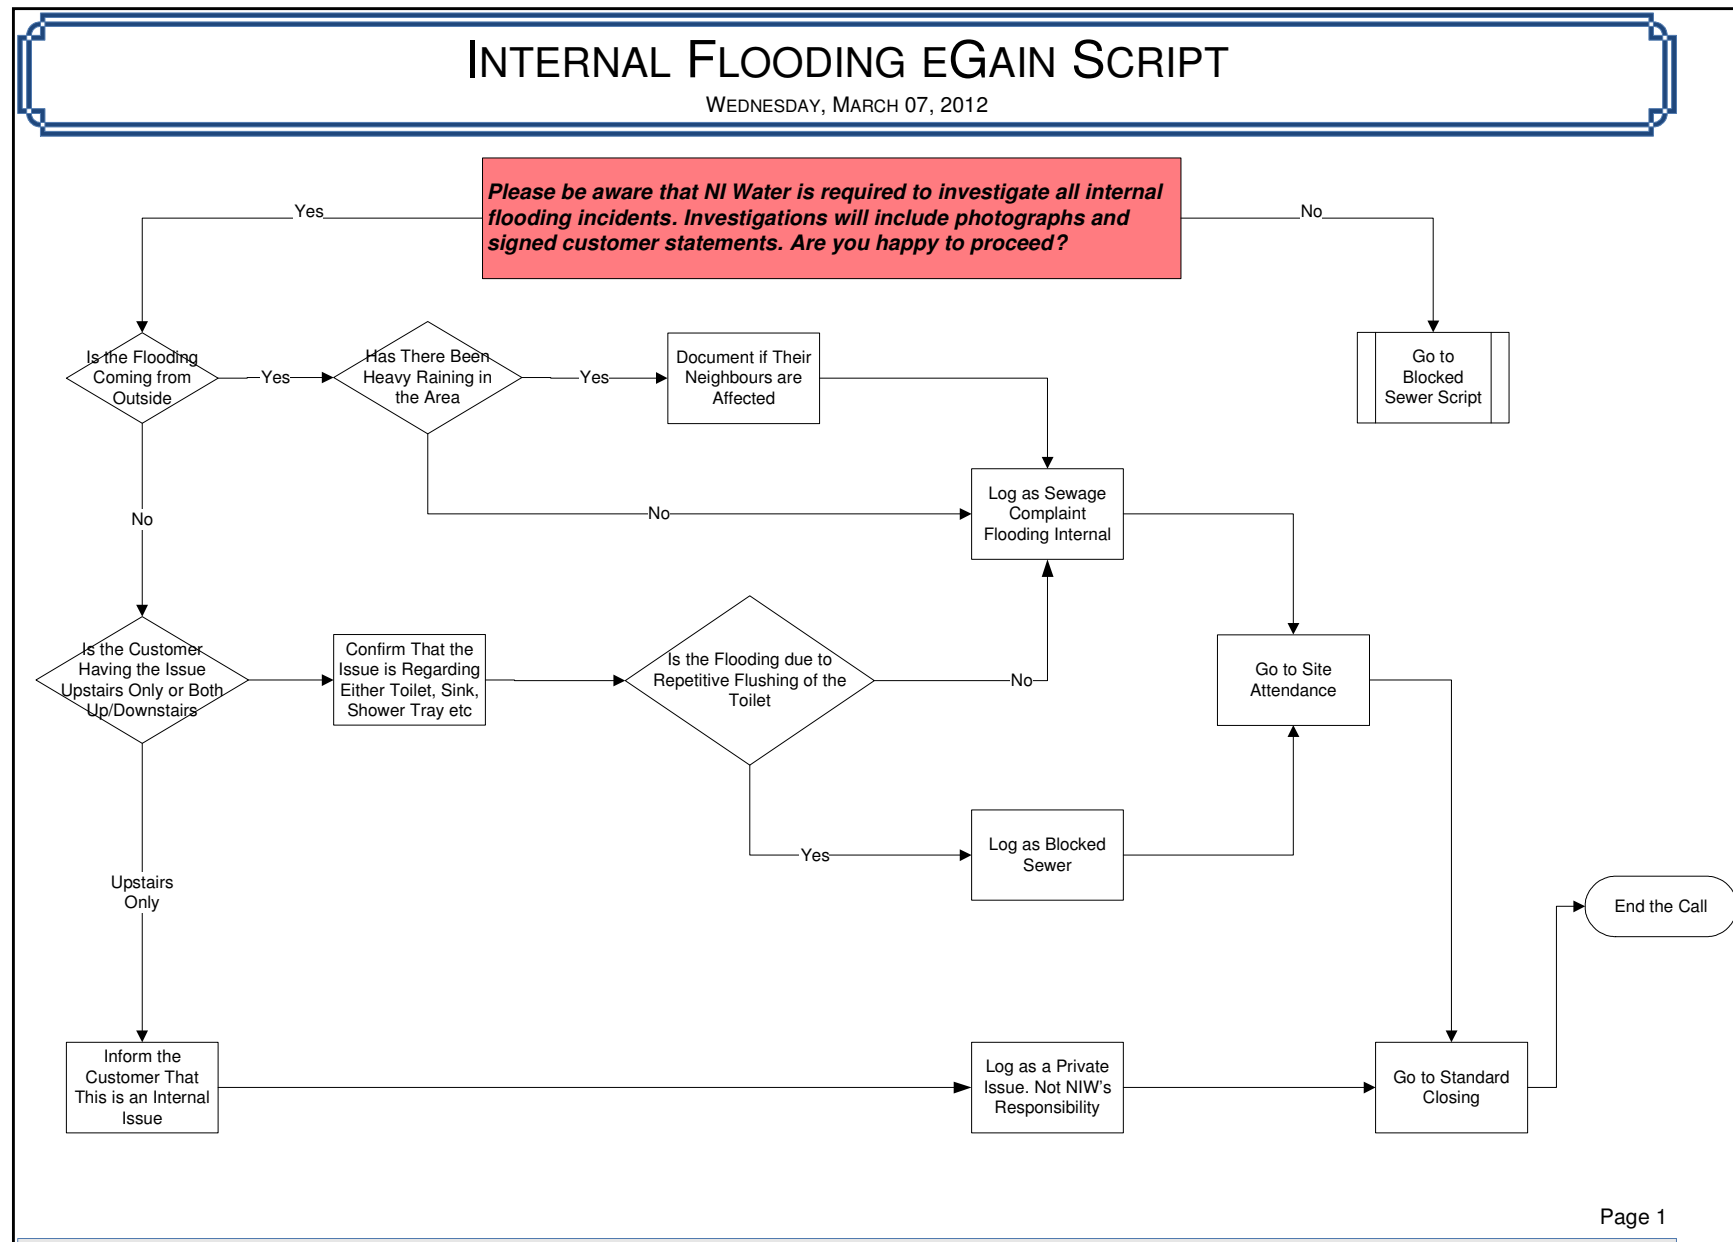 INTERNAL FLOODING EGAIN SCRIPT
WEDNESDAY, MARCH 07, 2012
Please be aware that NI Water is required to investigate all internal
flooding incidents. Investigations will include photographs and
signed customer statements. Are you happy to proceed?
Yes
No
Is the Flooding
Coming from
Outside
Yes
Has There Been
Heavy Raining in
the Area
Yes
Document if Their
Neighbours are
Affected
Go to
Blocked
Sewer Script
No
No
Log as Sewage
Complaint
Flooding Internal
Is the Customer
Having the Issue
Upstairs Only or Both
Up/Downstairs
Confirm That the
Issue is Regarding
Either Toilet, Sink,
Shower Tray etc
Is the Flooding due to
Repetitive Flushing of the
Toilet
No
Go to Site
Attendance
Yes
Log as Blocked
Sewer
Upstairs
Only
End the Call
Inform the
Customer That
This is an Internal
Issue
Log as a Private
Issue. Not NIW's
Responsibility
Go to Standard
Closing
Page 1